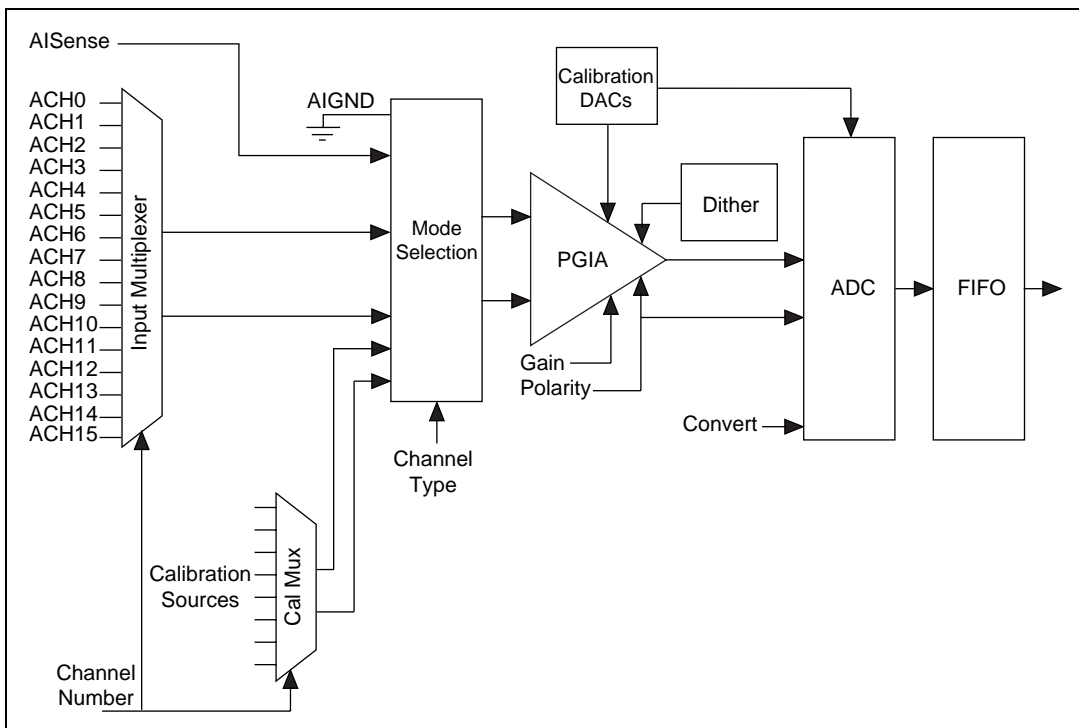 AISense
ACH0
ACH1
ACH2
ACH3
ACH4
ACH5
ACH6
ACH7
ACH8
ACH9
ACH10
ACH11
ACH12
ACH13
ACH14
ACH15
Input Multiplexer
AIGND
Mode
Selection
Channel
Type
Calibration
Sources
Cal Mux
Channel
Number
Calibration
DACs
Dither
PGIA
Gain
Polarity
Convert
ADC
FIFO